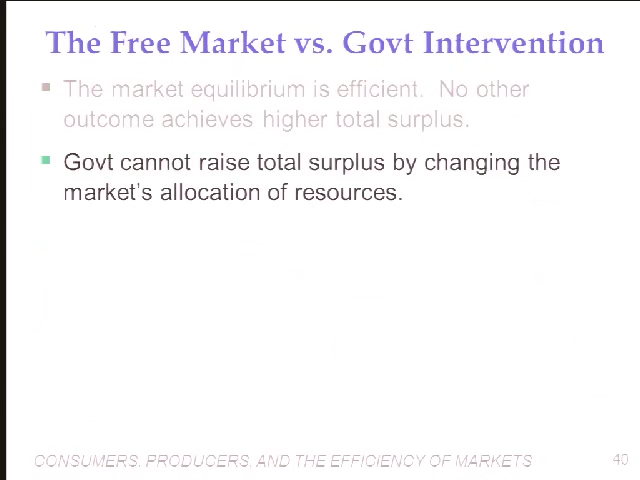 The Free Market vs. Govt Intervention
The market equilibrium is efficient. No other
outcome achieves higher total surplus.
Govt cannot raise total surplus by changing the
market's allocation of resources.
CONSUMERS, PRODUCERS, AND THE EFFICIENCY OF MARKETS
40